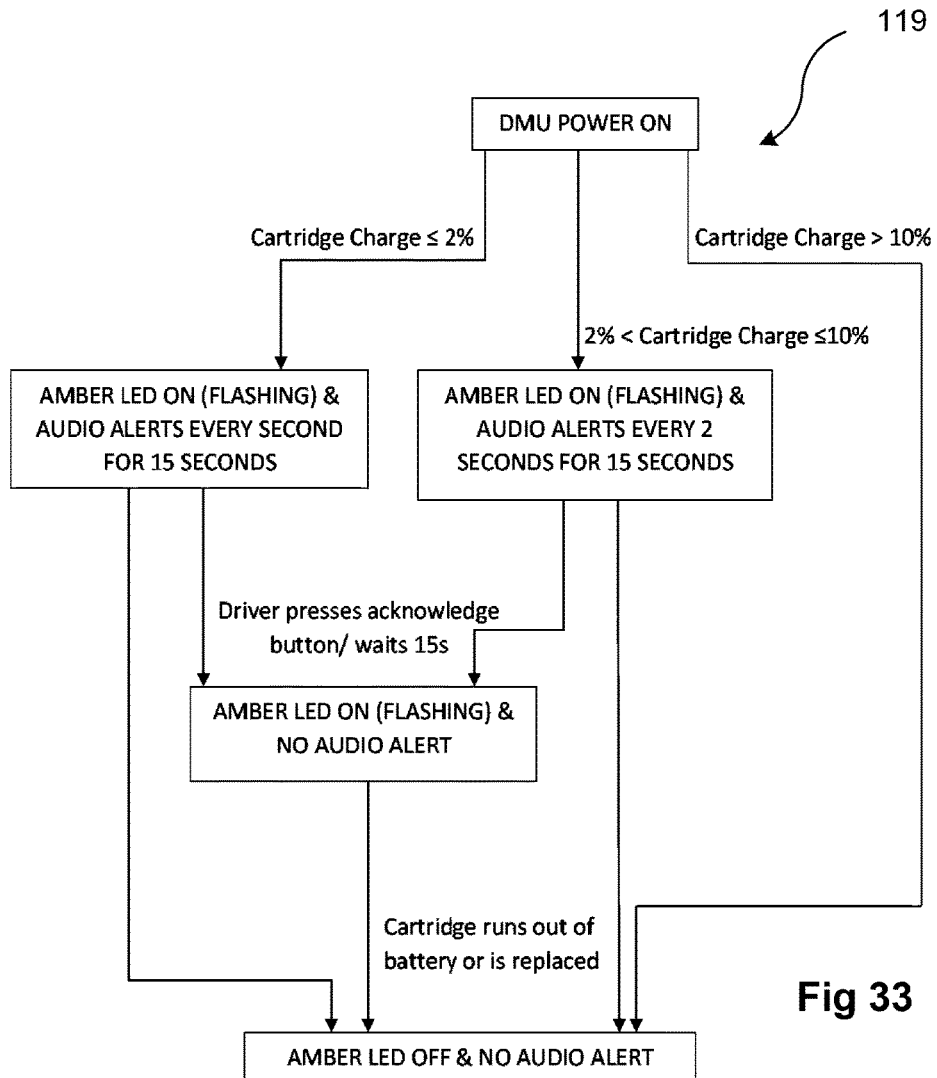 119
DMU POWER ON
Cartridge Charge ≤ 2%
Cartridge Charge > 10%
2% < Cartridge Charge ≤10%
AMBER LED ON (FLASHING) &
AUDIO ALERTS EVERY SECOND
FOR 15 SECONDS
AMBER LED ON (FLASHING) &
AUDIO ALERTS EVERY 2
SECONDS FOR 15 SECONDS
Driver presses acknowledge
button/ waits 15s
AMBER LED ON (FLASHING) &
NO AUDIO ALERT
Cartridge runs out of
battery or is replaced
Fig 33
AMBER LED OFF & NO AUDIO ALERT